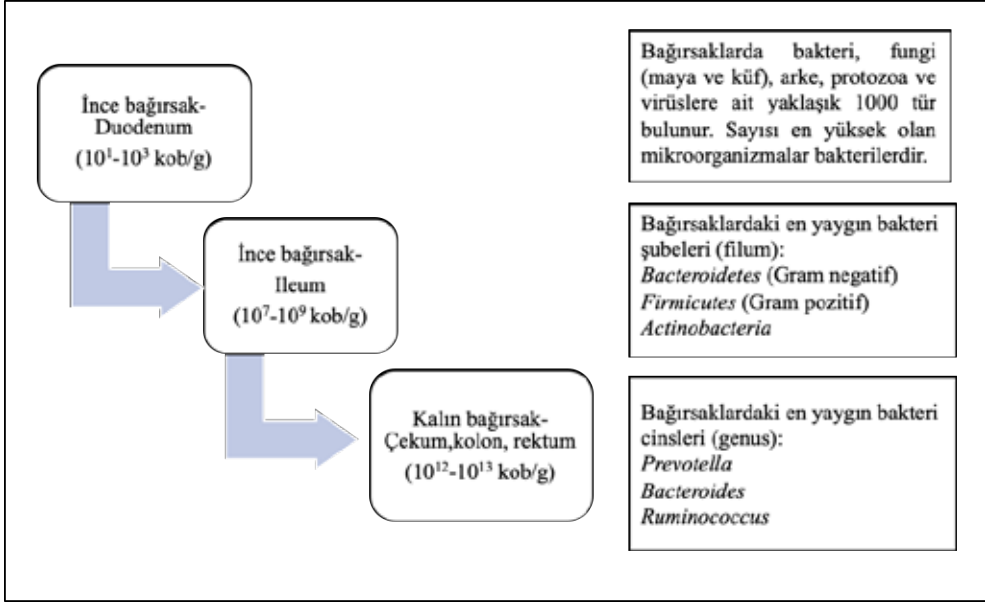 İnce bağırsak-
Duodenum
(10¹-10³ kob/g)
İnce bağırsak-
Ileum
(10⁷-10⁹ kob/g)
Kalın bağırsak-
Çekum,kolon, rektum
(10¹²-10¹³ kob/g)
Bağırsaklarda bakteri, fungi
(maya ve küf), arke, protozoa ve
virüslere ait yaklaşık 1000 tür
bulunur. Sayısı en yüksek olan
mikroorganizmalar bakterilerdir.
Bağırsaklardaki en yaygın bakteri
şubeleri (filum):
Bacteroidetes (Gram negatif)
Firmicutes (Gram pozitif)
Actinobacteria
Bağırsaklardaki en yaygın bakteri
cinsleri (genus):
Prevotella
Bacteroides
Ruminococcus